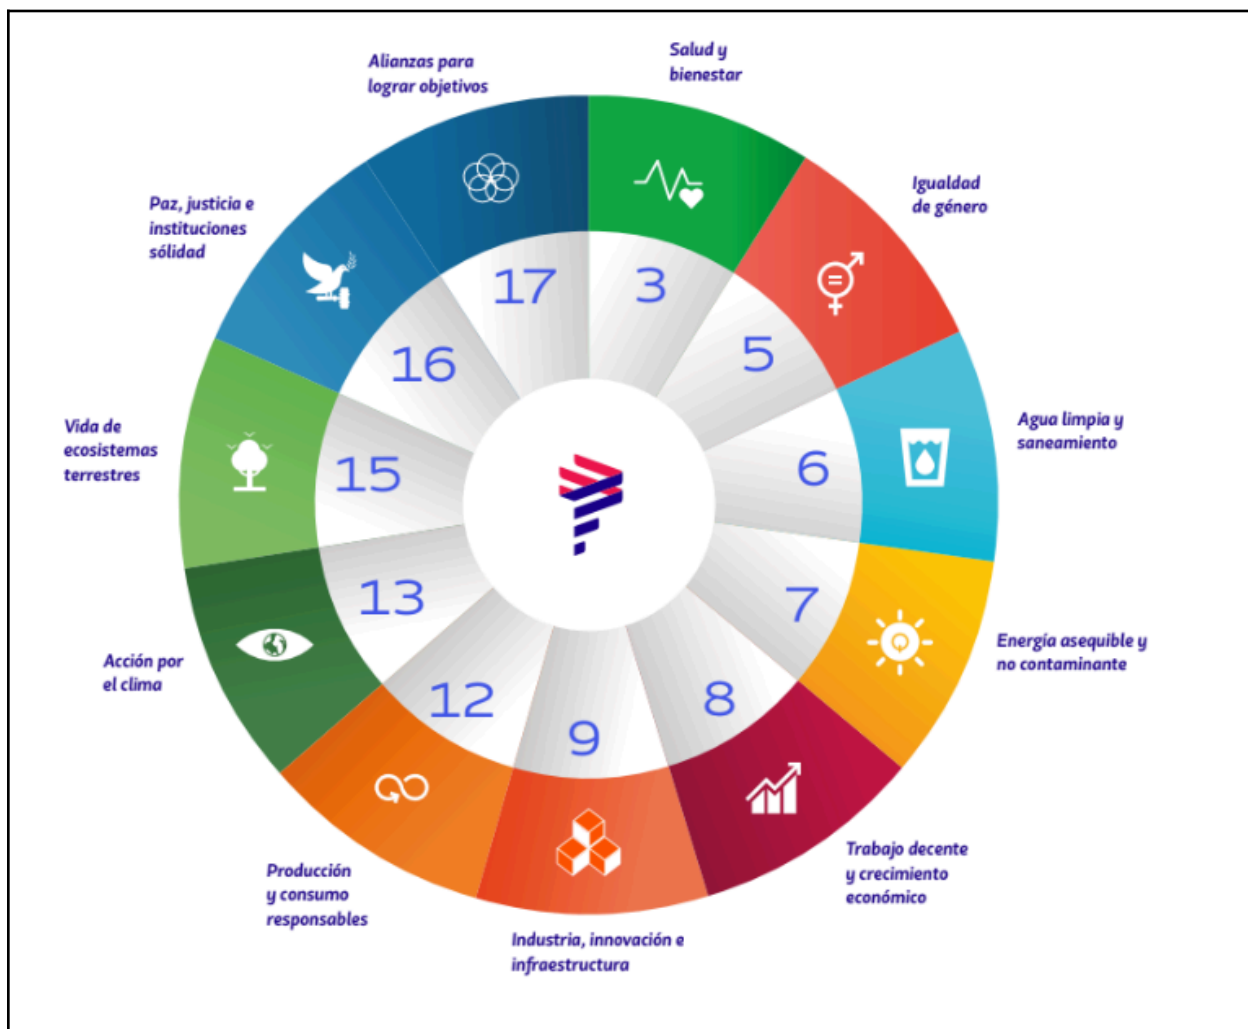 Salud y
bienestar
3
Igualdad
de género
5
Agua limpia y
saneamiento
6
Energía asequible y
no contaminante
7
Trabajo decente
y crecimiento
económico
8
Industria, innovación e
infraestructura
9
Producción
y consumo
responsables
12
Acción por
el clima
13
Vida de
ecosistemas
terrestres
15
Paz, justicia e
instituciones
sólidad
16
Alianzas para
lograr objetivos
17